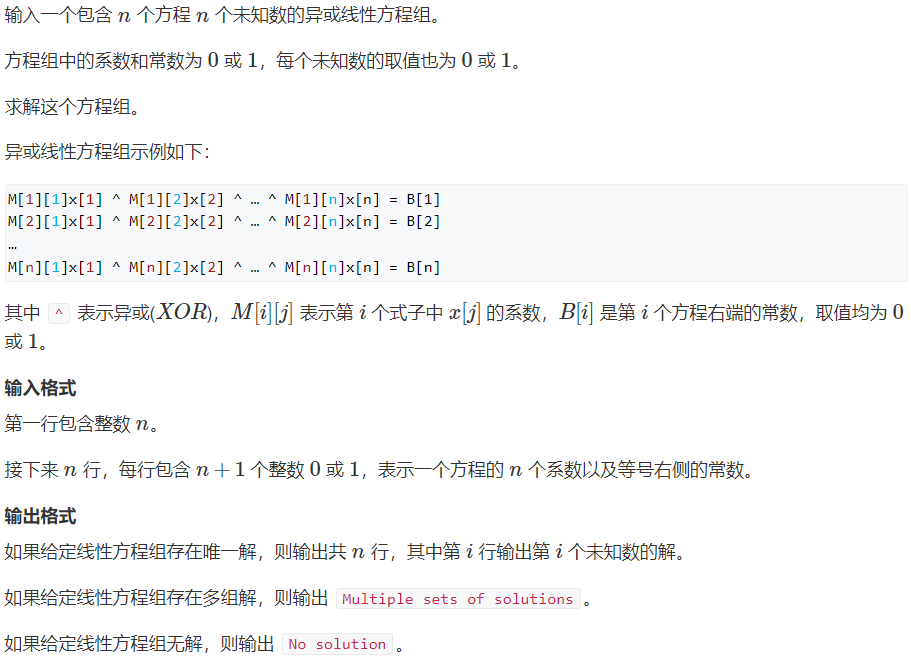 输入一个包含 n 个方程 n 个未知数的异或线性方程组。
方程组中的系数和常数为 0 或 1，每个未知数的取值也为 0 或 1。
求解这个方程组。
异或线性方程组示例如下：
M[1][1]x[1] ^ M[1][2]x[2] ^ … ^ M[1][n]x[n] = B[1]
M[2][1]x[1] ^ M[2][2]x[2] ^ … ^ M[2][n]x[n] = B[2]
…
M[n][1]x[1] ^ M[n][2]x[2] ^ … ^ M[n][n]x[n] = B[n]
其中 ^ 表示异或(XOR)，M[i][j] 表示第 i 个式子中 x[j] 的系数，B[i] 是第 i 个方程右端的常数，取值均为 0
或 1。
输入格式
第一行包含整数 n。
接下来 n 行，每行包含 n + 1 个整数 0 或 1，表示一个方程的 n 个系数以及等号右侧的常数。
输出格式
如果给定线性方程组存在唯一解，则输出共 n 行，其中第 i 行输出第 i 个未知数的解。
如果给定线性方程组存在多组解，则输出 Multiple sets of solutions 。
如果给定线性方程组无解，则输出 No solution 。